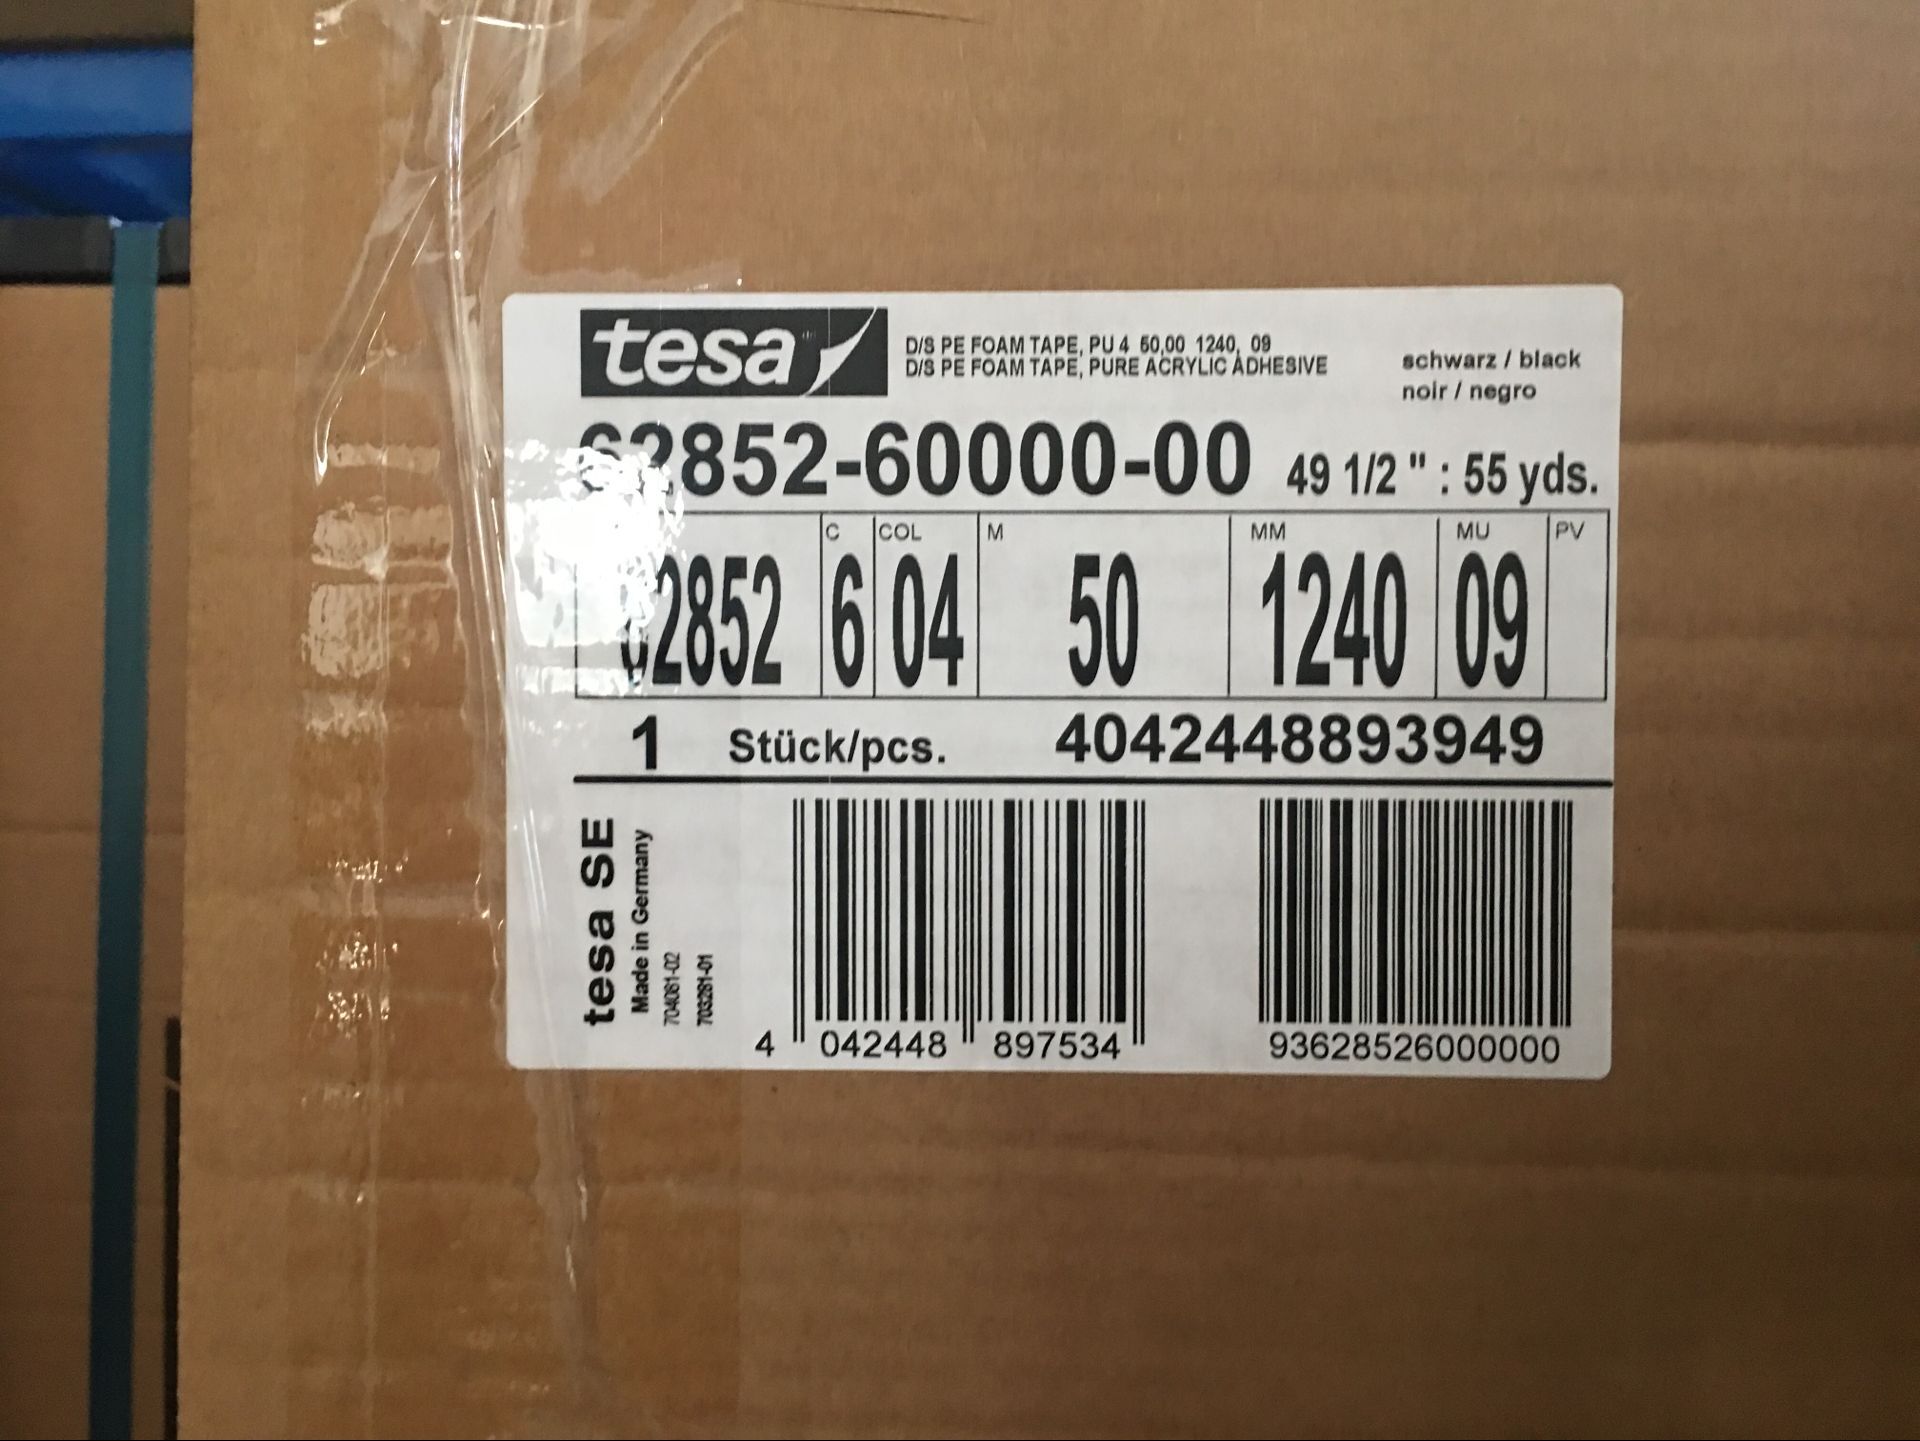 tesa
D/S PE FOAM TAPE, PU 4 50,00 1240, 09
D/S PE FOAM TAPE, PURE ACRYLIC ADHESIVE
schwarz / black
noir / negro
62852-60000-00
49 1/2 " : 55 yds.
C COL M MM MU PV
62852 6 04 50 1240 09
1 Stück/pcs. 4042448893949
tesa SE
Made in Germany
704061-02
703281-01
4 042448 897534
93628526000000